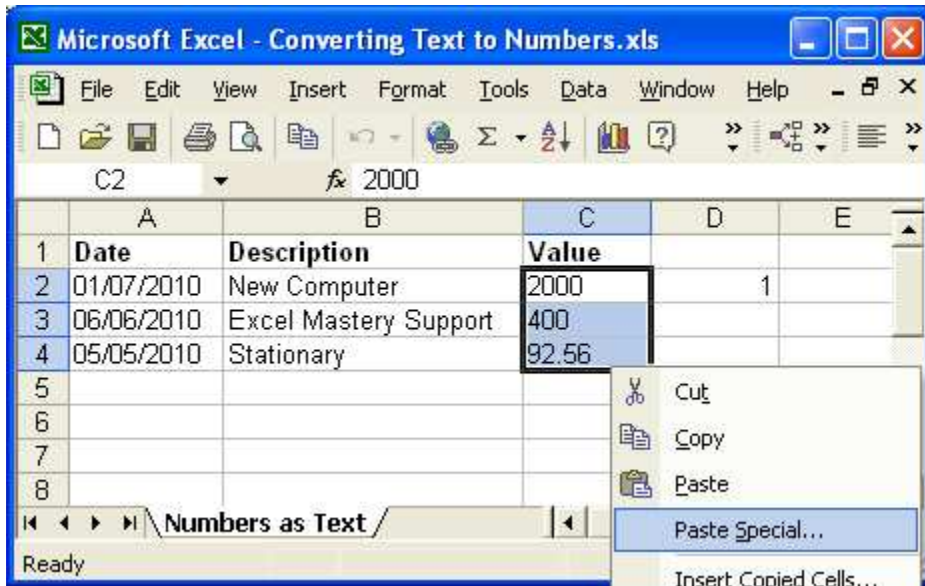 Microsoft Excel - Converting Text to Numbers.xls
File Edit View Insert Format Tools Data Window Help
C2 fx 2000
A B C D E
1 Date Description Value
2 01/07/2010 New Computer 2000 1
3 06/06/2010 Excel Mastery Support 400
4 05/05/2010 Stationary 92.56
5
6
7
8
Cut
Copy
Paste
Paste Special...
Insert Copied Cells...
Numbers as Text
Ready